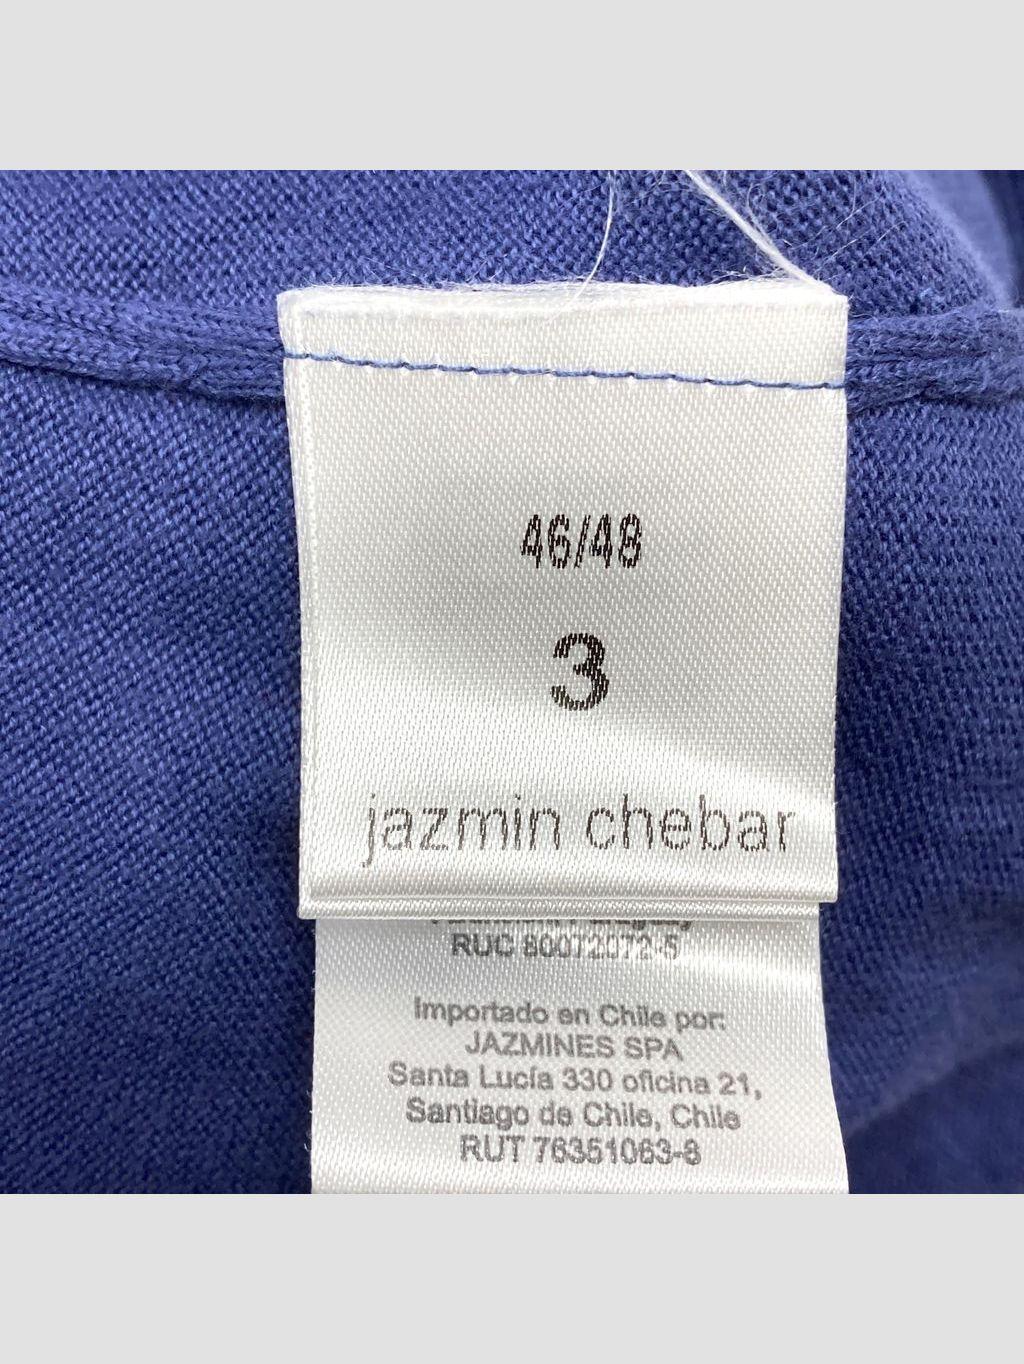 46/48
3
jazmin chebar
RUC 80072072-5
Importado en Chile por:
JAZMINES SPA
Santa Lucía 330 oficina 21,
Santiago de Chile, Chile
RUT 76351063-8